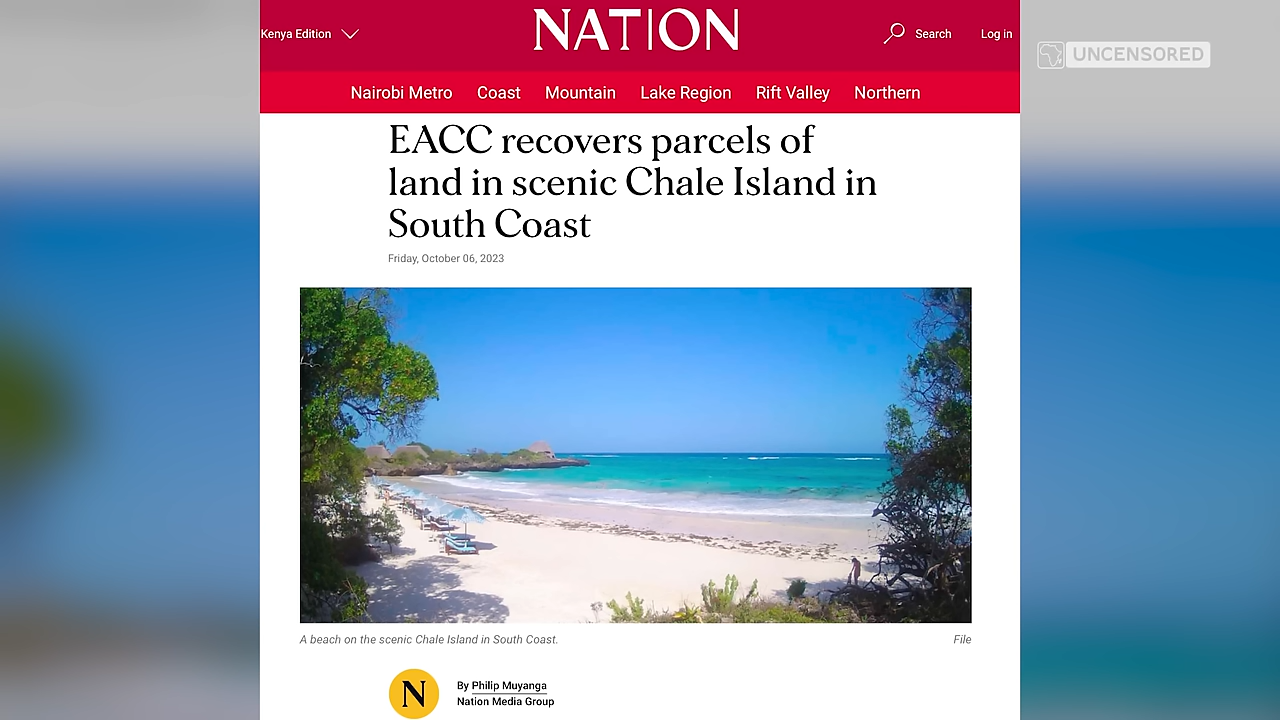 Kenya Edition
NATION
Search
Log in
UNCENSORED
Nairobi Metro
Coast
Mountain
Lake Region
Rift Valley
Northern
EACC recovers parcels of
land in scenic Chale Island in
South Coast
Friday, October 06, 2023
A beach on the scenic Chale Island in South Coast.
File
N
By Philip Muyanga
Nation Media Group